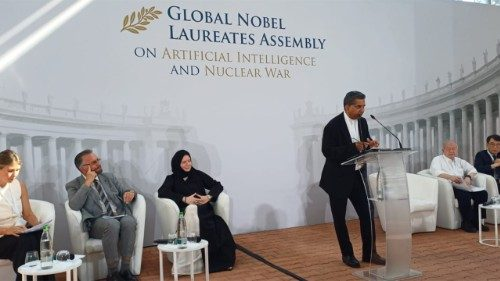 GLOBAL NOBEL
LAUREATES ASSEMBLY
ON ARTIFICIAL INTELLIGENCE
AND NUCLEAR WAR